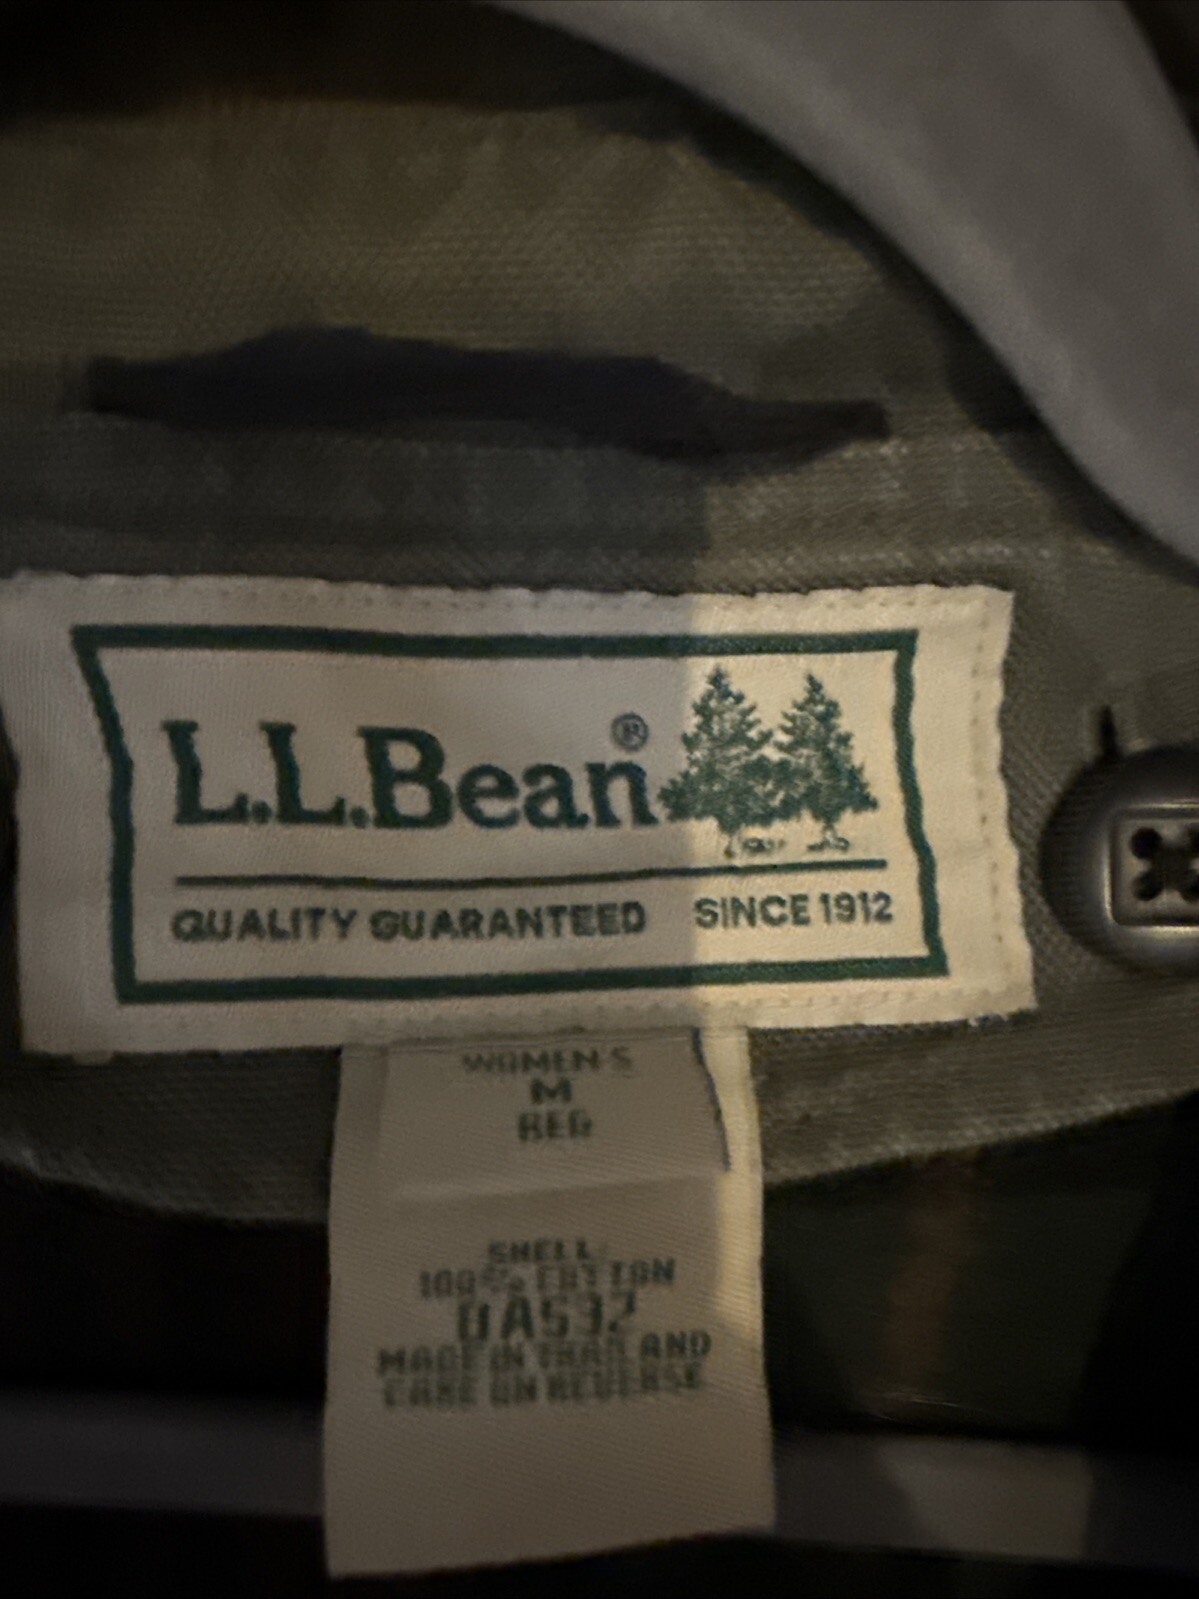 L.L.Bean®
QUALITY GUARANTEED SINCE 1912
WOMEN'S
M
REG
SHELL:
100% COTTON
0A532
MADE IN THAILAND
CARE ON REVERSE